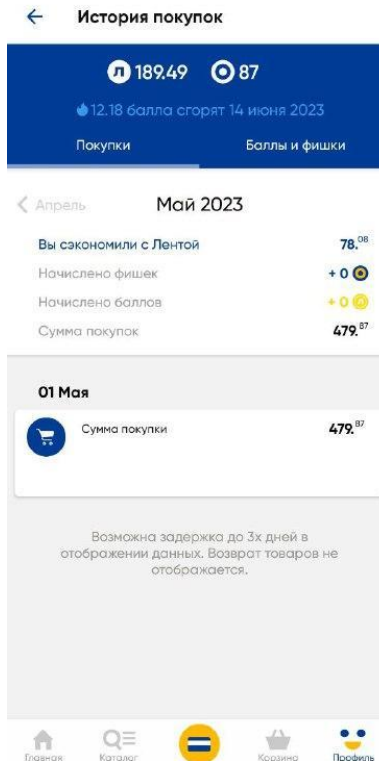 История покупок
Л 189.49 87
12.18 балла сгорят 14 июня 2023
Покупки Баллы и фишки
Апрель Май 2023
Вы сэкономили с Лентой 78.08
Начислено фишек + 0
Начислено баллов + 0
Сумма покупок 479.87
01 Мая
Сумма покупки 479.87
Возможна задержка до 3х дней в
отображении данных. Возврат товаров не
отображается.
Главная Каталог Корзина Профиль